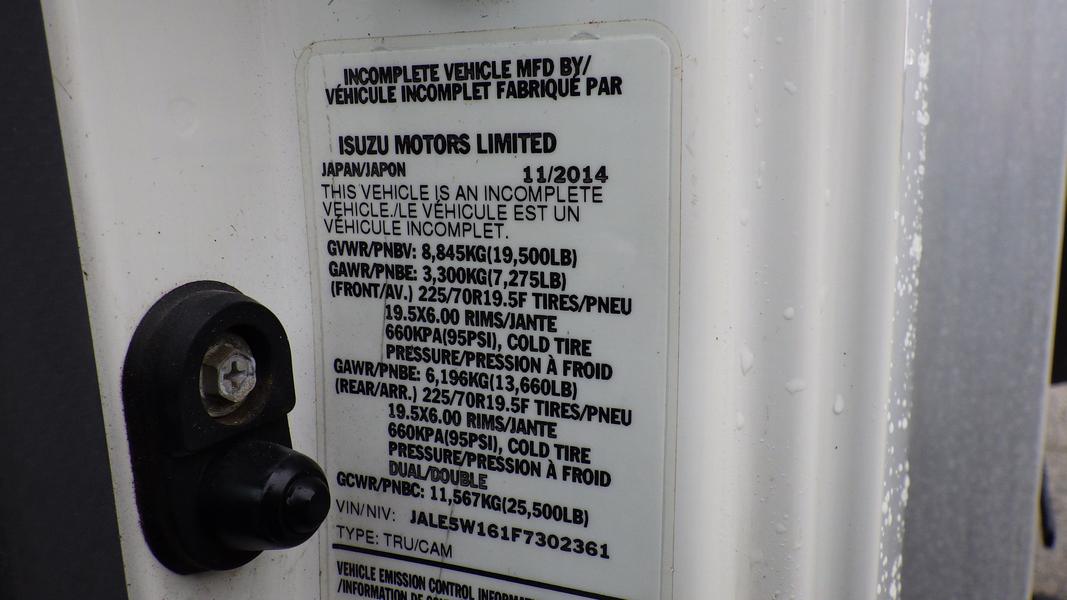 INCOMPLETE VEHICLE MFD BY/
VÉHICULE INCOMPLET FABRIQUÉ PAR
ISUZU MOTORS LIMITED
JAPAN/JAPON 11/2014
THIS VEHICLE IS AN INCOMPLETE
VEHICLE./LE VÉHICULE EST UN
VÉHICULE INCOMPLET.
GVWR/PNBV: 8,845KG(19,500LB)
GAWR/PNBE: 3,300KG(7,275LB)
(FRONT/AV.) 225/70R19.5F TIRES/PNEU
19.5X6.00 RIMS/JANTE
660KPA(95PSI), COLD TIRE
PRESSURE/PRESSION À FROID
GAWR/PNBE: 6,196KG(13,660LB)
(REAR/ARR.) 225/70R19.5F TIRES/PNEU
19.5X6.00 RIMS/JANTE
660KPA(95PSI), COLD TIRE
PRESSURE/PRESSION À FROID
DUAL/DOUBLE
GCWR/PNBC: 11,567KG(25,500LB)
VIN/NIV: JALE5W161F7302361
TYPE: TRU/CAM
VEHICLE EMISSION CONTROL
/INFORMATION DE